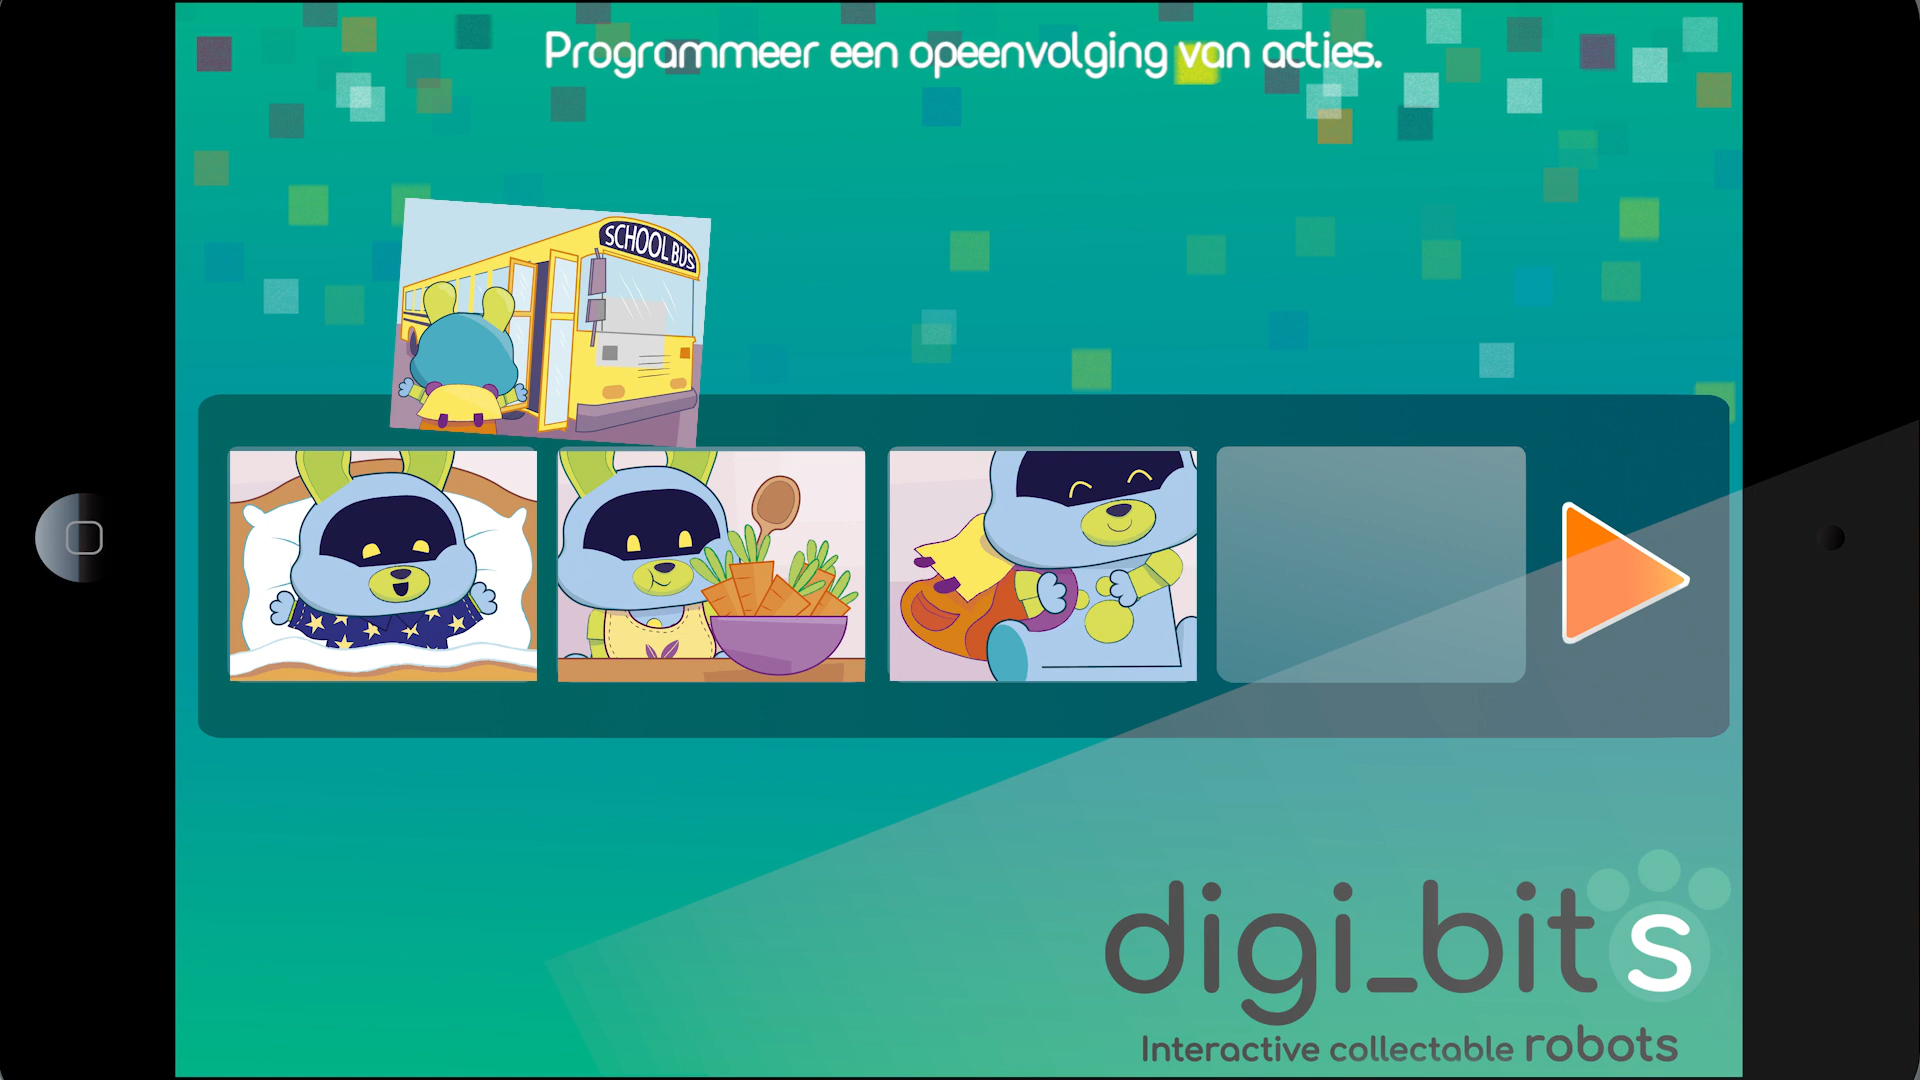 Programmeer een opeenvolging van acties.
SCHOOL BUS
digi_bits
Interactive collectable robots